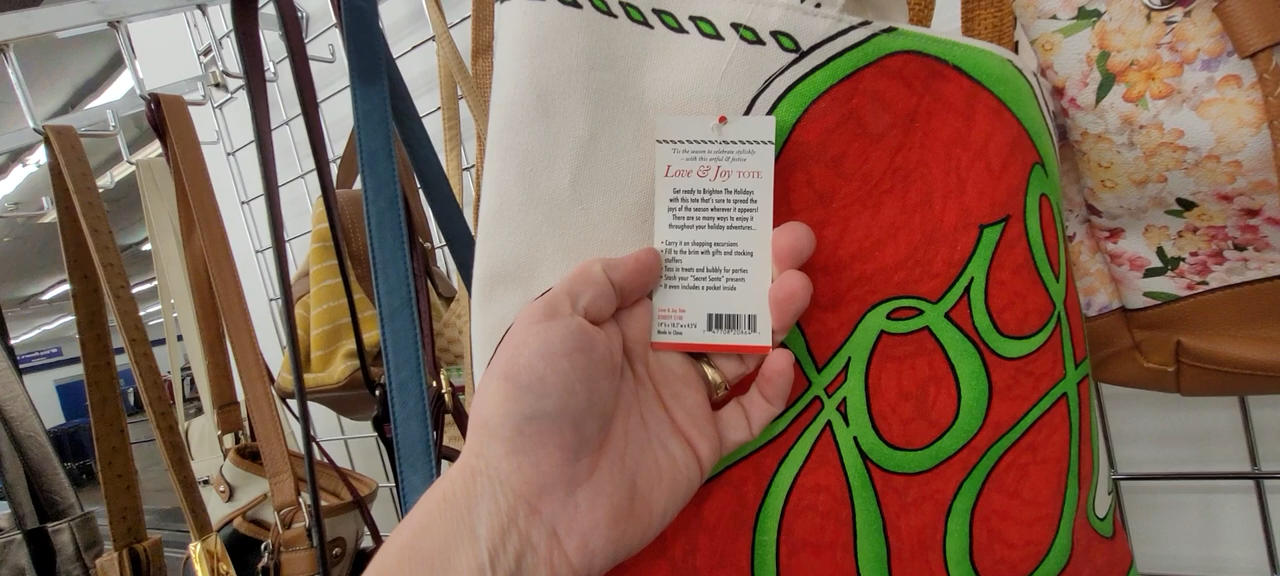 'Tis the season to celebrate stylishly
– with this artful & festive
Love & Joy TOTE
Get ready to Brighton The Holidays
with this tote that's sure to spread the
joys of the season wherever it appears!
There are so many ways to enjoy it
throughout your holiday adventures...
• Carry it on shopping excursions
• Fill to the brim with gifts and stocking
stuffers
• Toss in treats and bubbly for parties
• Stash your "Secret Santa" presents
• It even includes a pocket inside
Love & Joy Tote
Made in China
Joy